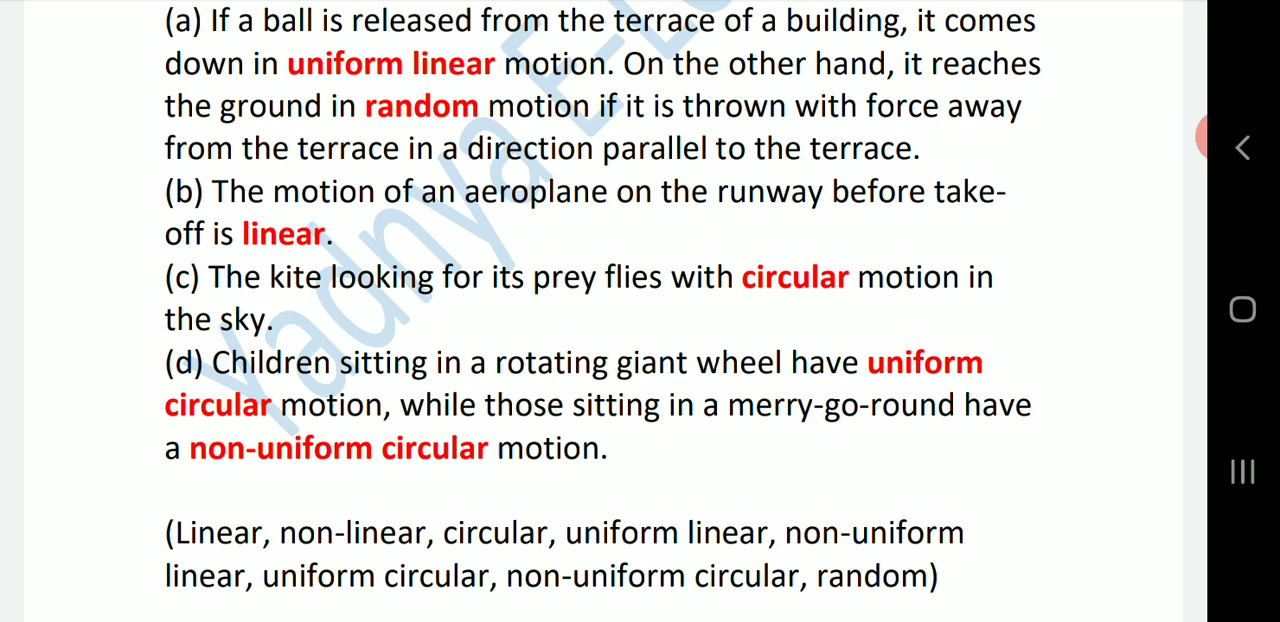 (a) If a ball is released from the terrace of a building, it comes
down in uniform linear motion. On the other hand, it reaches
the ground in random motion if it is thrown with force away
from the terrace in a direction parallel to the terrace.
(b) The motion of an aeroplane on the runway before take-
off is linear.
(c) The kite looking for its prey flies with circular motion in
the sky.
(d) Children sitting in a rotating giant wheel have uniform
circular motion, while those sitting in a merry-go-round have
a non-uniform circular motion.
(Linear, non-linear, circular, uniform linear, non-uniform
linear, uniform circular, non-uniform circular, random)
Yadnya